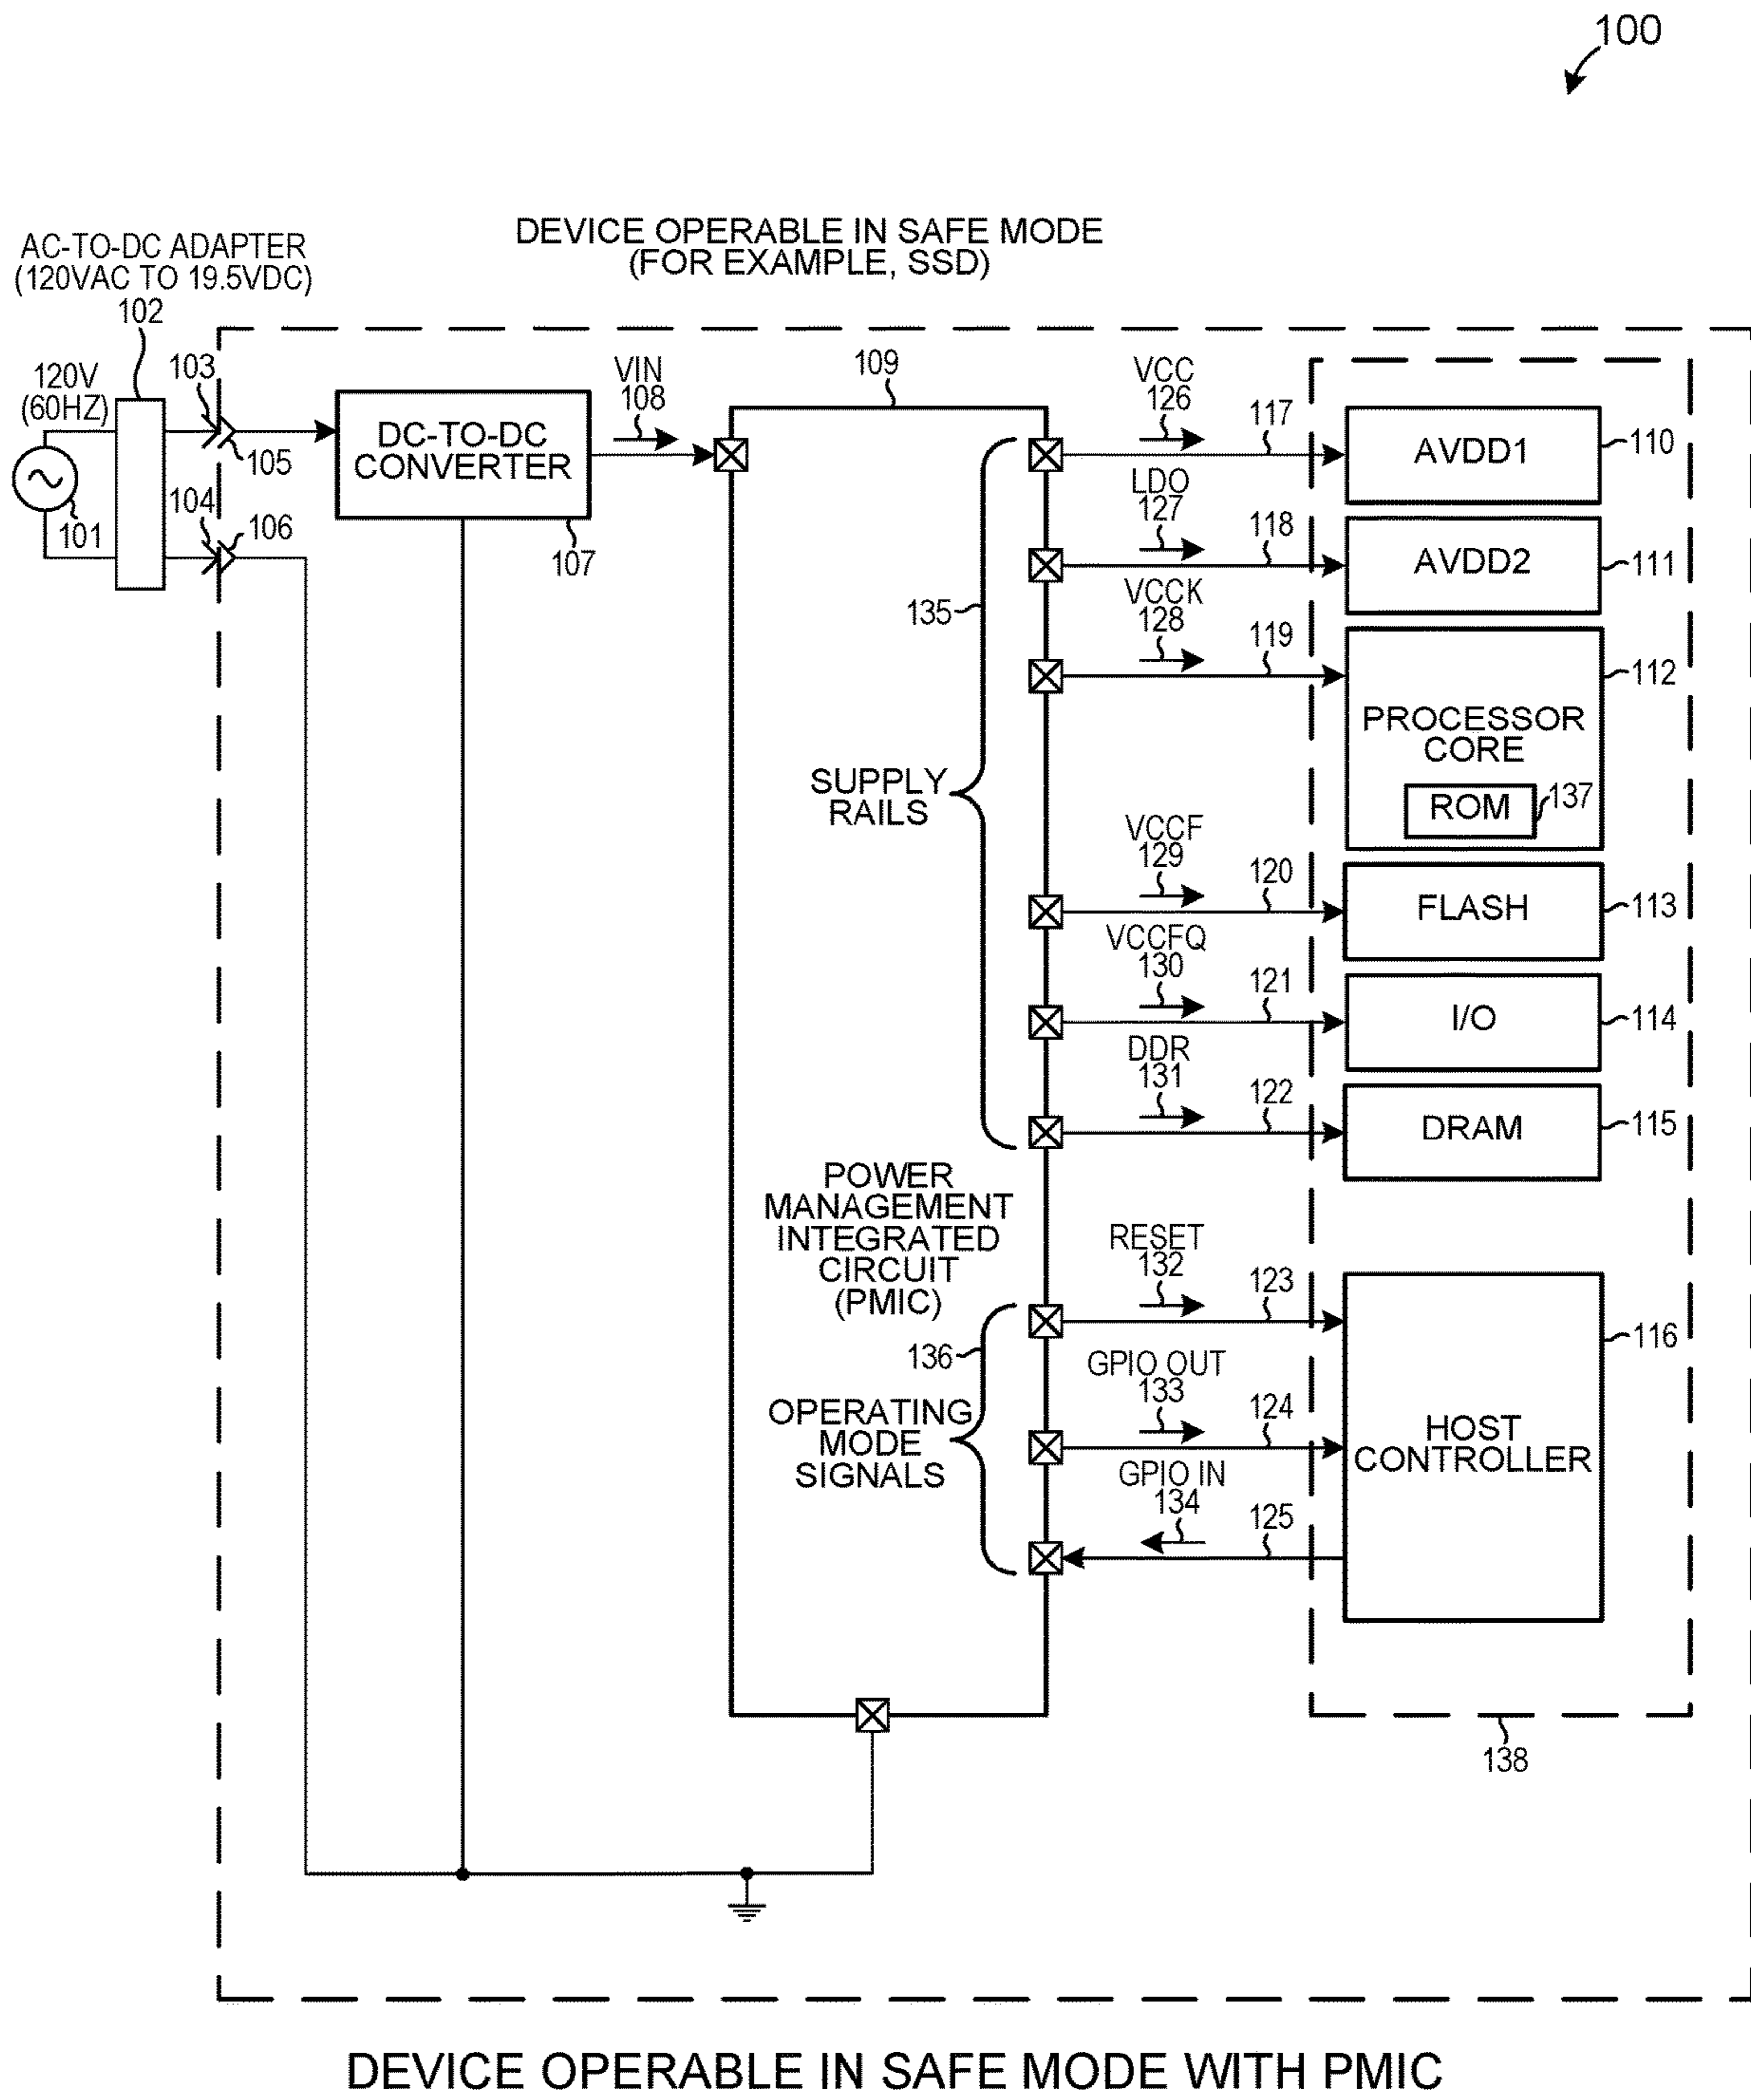 100
DEVICE OPERABLE IN SAFE MODE
(FOR EXAMPLE, SSD)
AC-TO-DC ADAPTER
(120VAC TO 19.5VDC)
102
120V
(60HZ)
103
105
101
104
106
DC-TO-DC
CONVERTER
107
VIN
108
109
135
SUPPLY
RAILS
POWER
MANAGEMENT
INTEGRATED
CIRCUIT
(PMIC)
136
OPERATING
MODE
SIGNALS
VCC
126
117
AVDD1
110
LDO
127
118
AVDD2
111
VCCK
128
119
PROCESSOR
CORE
112
ROM
137
VCCF
129
120
FLASH
113
VCCFQ
130
121
I/O
114
DDR
131
122
DRAM
115
RESET
132
123
116
GPIO OUT
133
124
HOST
CONTROLLER
GPIO IN
134
125
138
DEVICE OPERABLE IN SAFE MODE WITH PMIC